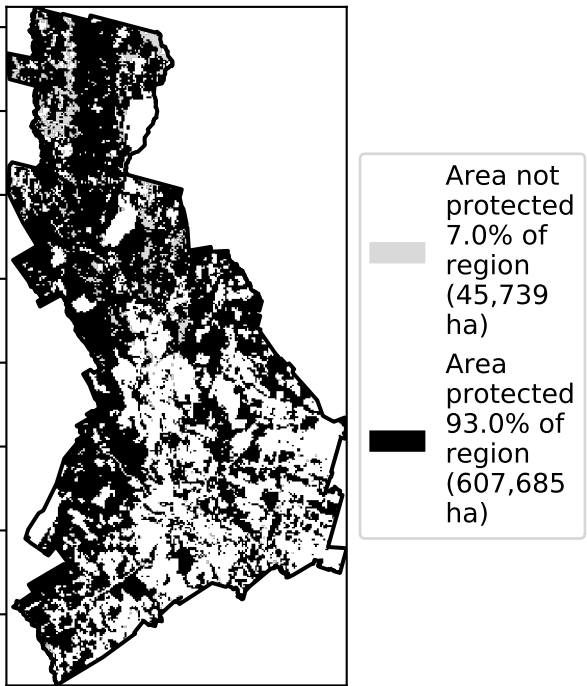 Area not
protected
7.0% of
region
(45,739
ha)
Area
protected
93.0% of
region
(607,685
ha)